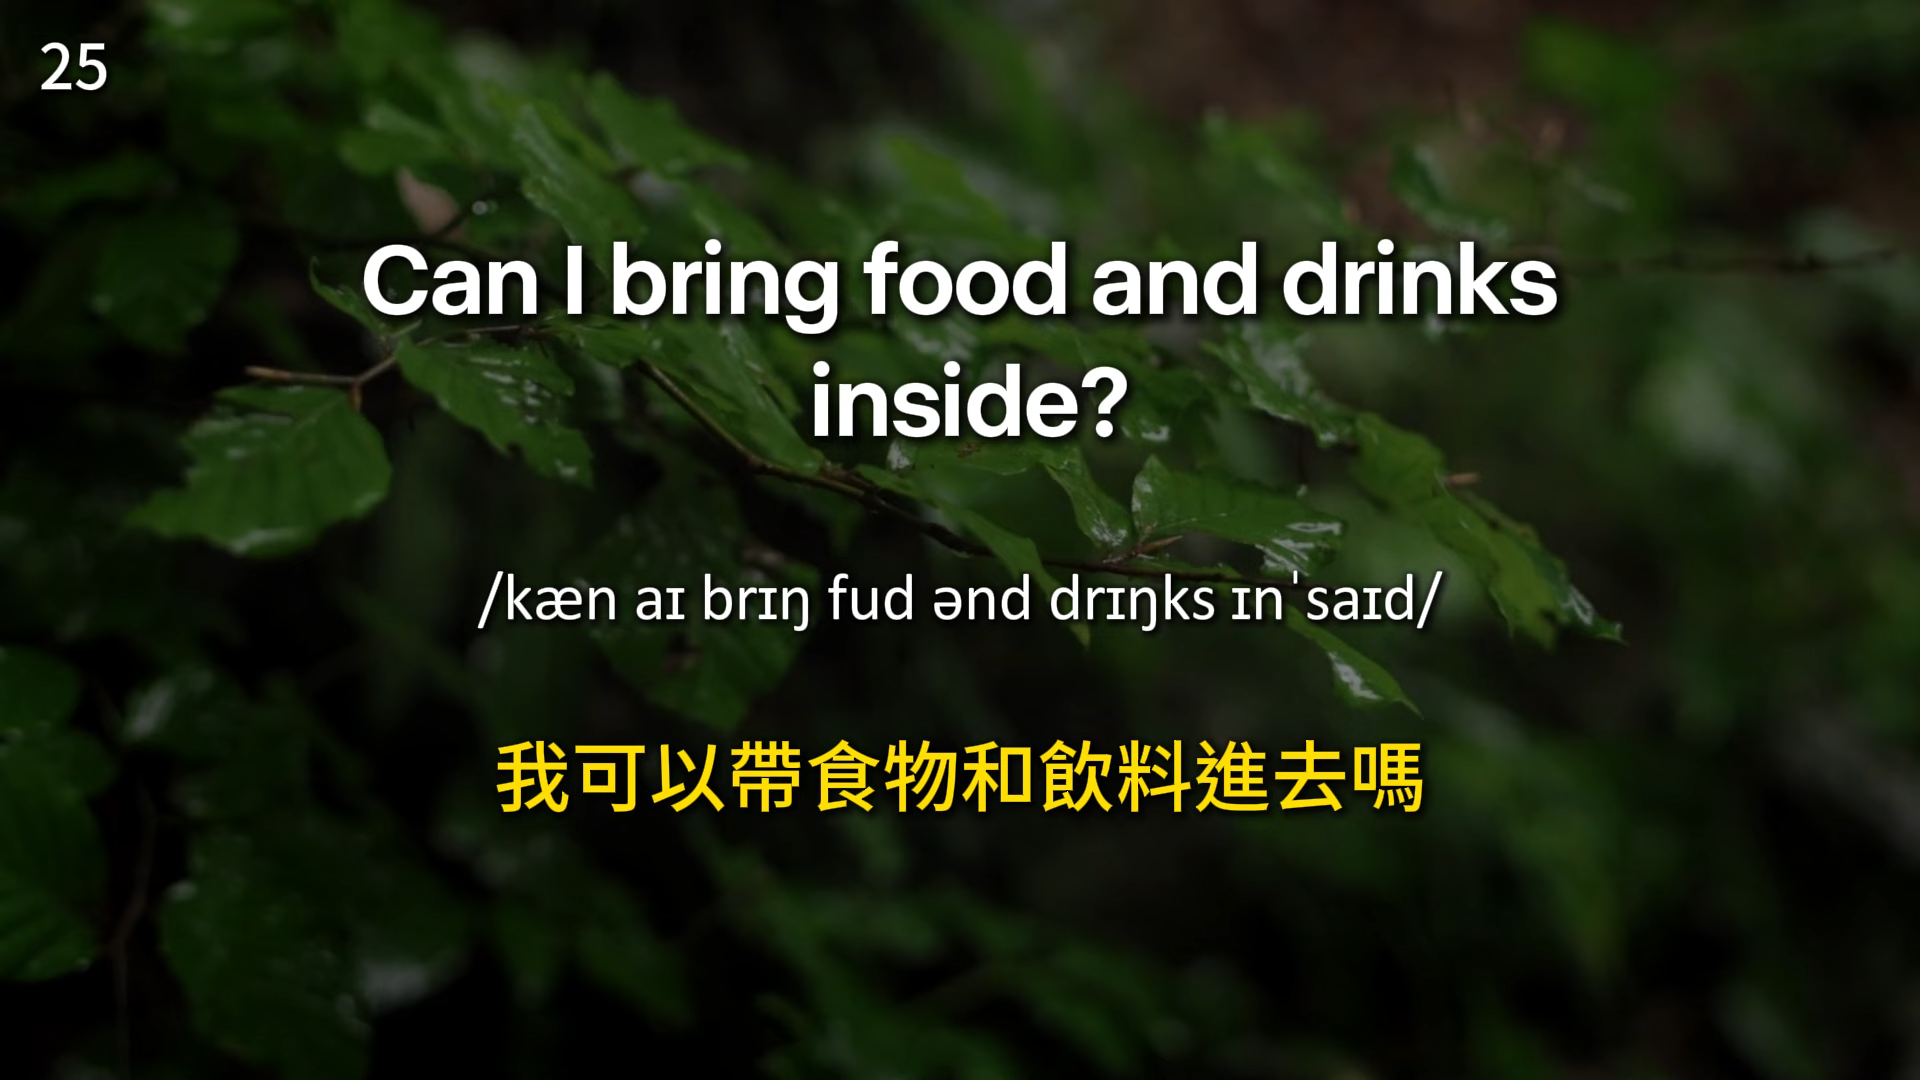 25
Can I bring food and drinks
inside?
/kæn aɪ brɪŋ fud ənd drɪŋks ɪnˈsaɪd/
我可以帶食物和飲料進去嗎